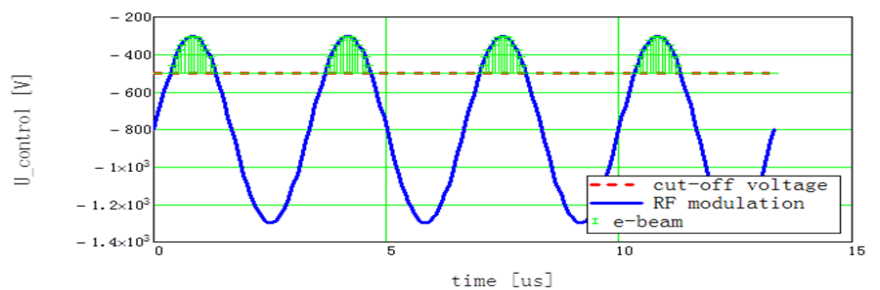 - 200
- 400
- 600
- 800
- 1×10³
- 1.2×10³
- 1.4×10³
U_control [V]
cut-off voltage
RF modulation
e-beam
0 5 10 15
time [us]